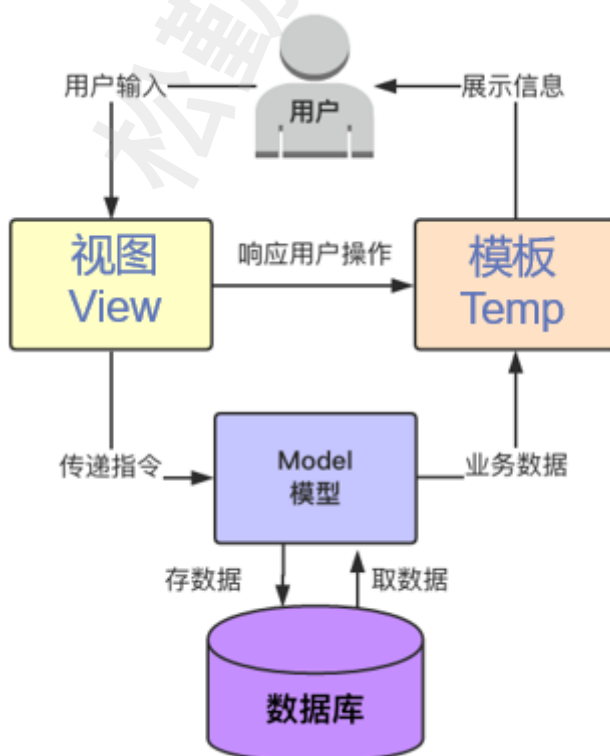 用户输入
展示信息
用户
视图
View
响应用户操作
模板
Temp
传递指令
Model
模型
业务数据
存数据
取数据
数据库
松勤